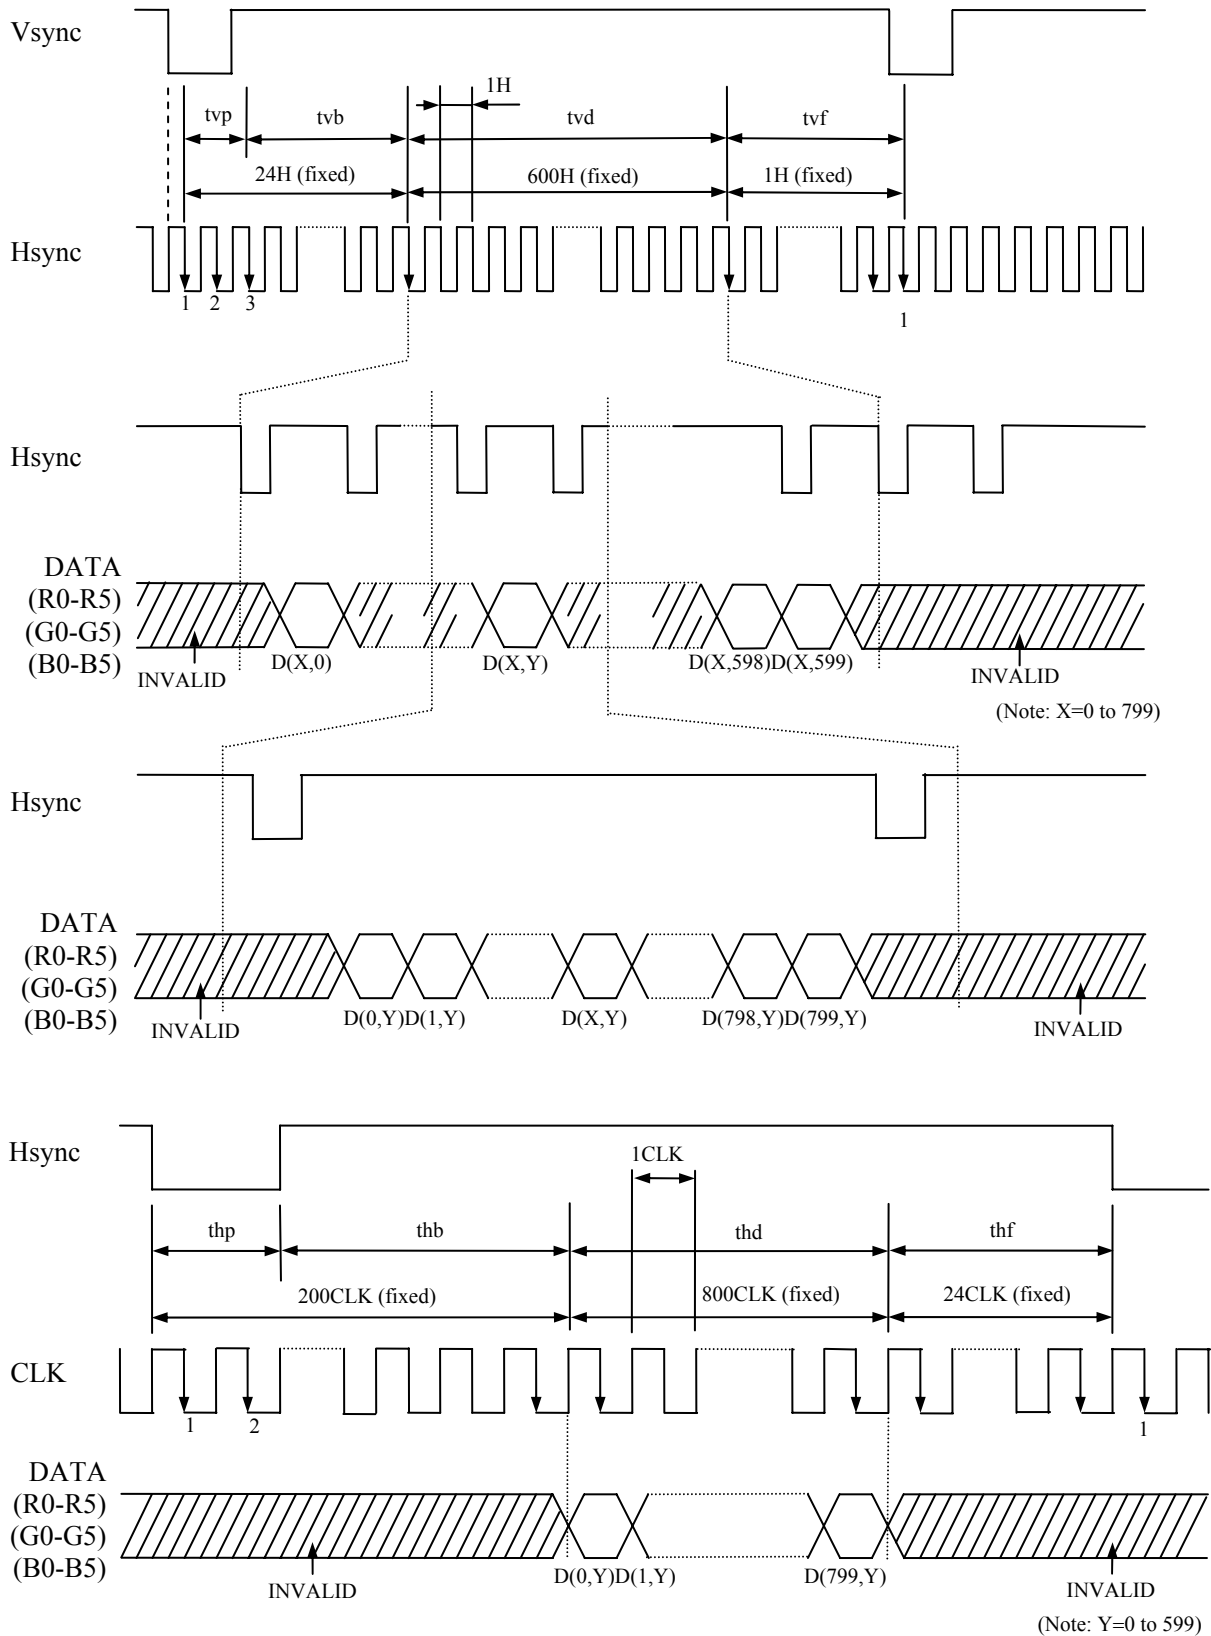 Vsync
1H
tvp tvb tvd tvf
24H (fixed) 600H (fixed) 1H (fixed)
Hsync
1 2 3 1
Hsync
DATA
(R0-R5)
(G0-G5)
(B0-B5)
D(X,0) D(X,Y) D(X,598)D(X,599)
INVALID INVALID
(Note: X=0 to 799)
Hsync
DATA
(R0-R5)
(G0-G5)
(B0-B5)
D(0,Y)D(1,Y) D(X,Y) D(798,Y)D(799,Y)
INVALID INVALID
Hsync
1CLK
thp thb thd thf
200CLK (fixed) 800CLK (fixed) 24CLK (fixed)
CLK
1 2 1
DATA
(R0-R5)
(G0-G5)
(B0-B5)
D(0,Y)D(1,Y) D(799,Y)
INVALID INVALID
(Note: Y=0 to 599)